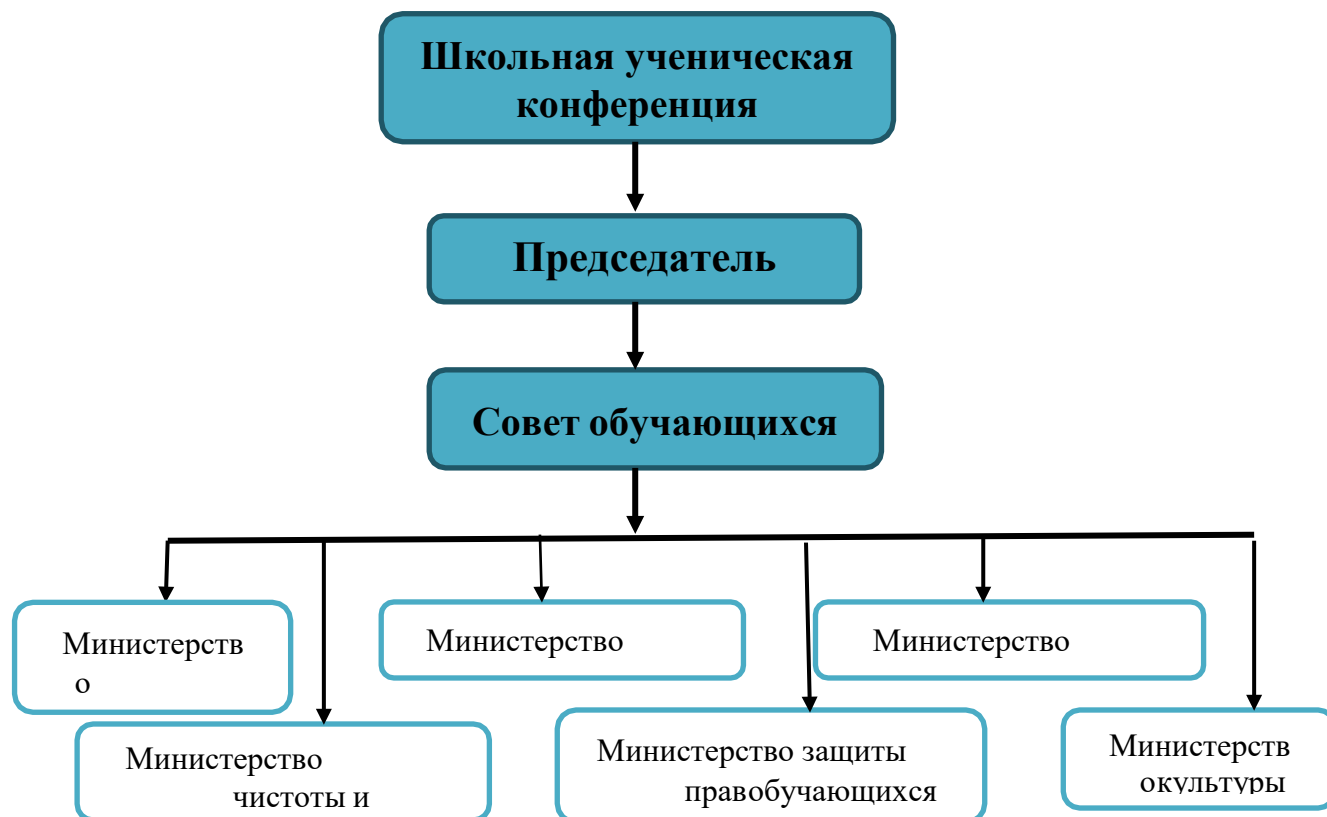 Школьная ученическая
конференция
Председатель
Совет обучающихся
Министерств
о
Министерство
Министерство
Министерство
чистоты и
Министерство защиты
правобучающихся
Министерств
окультуры